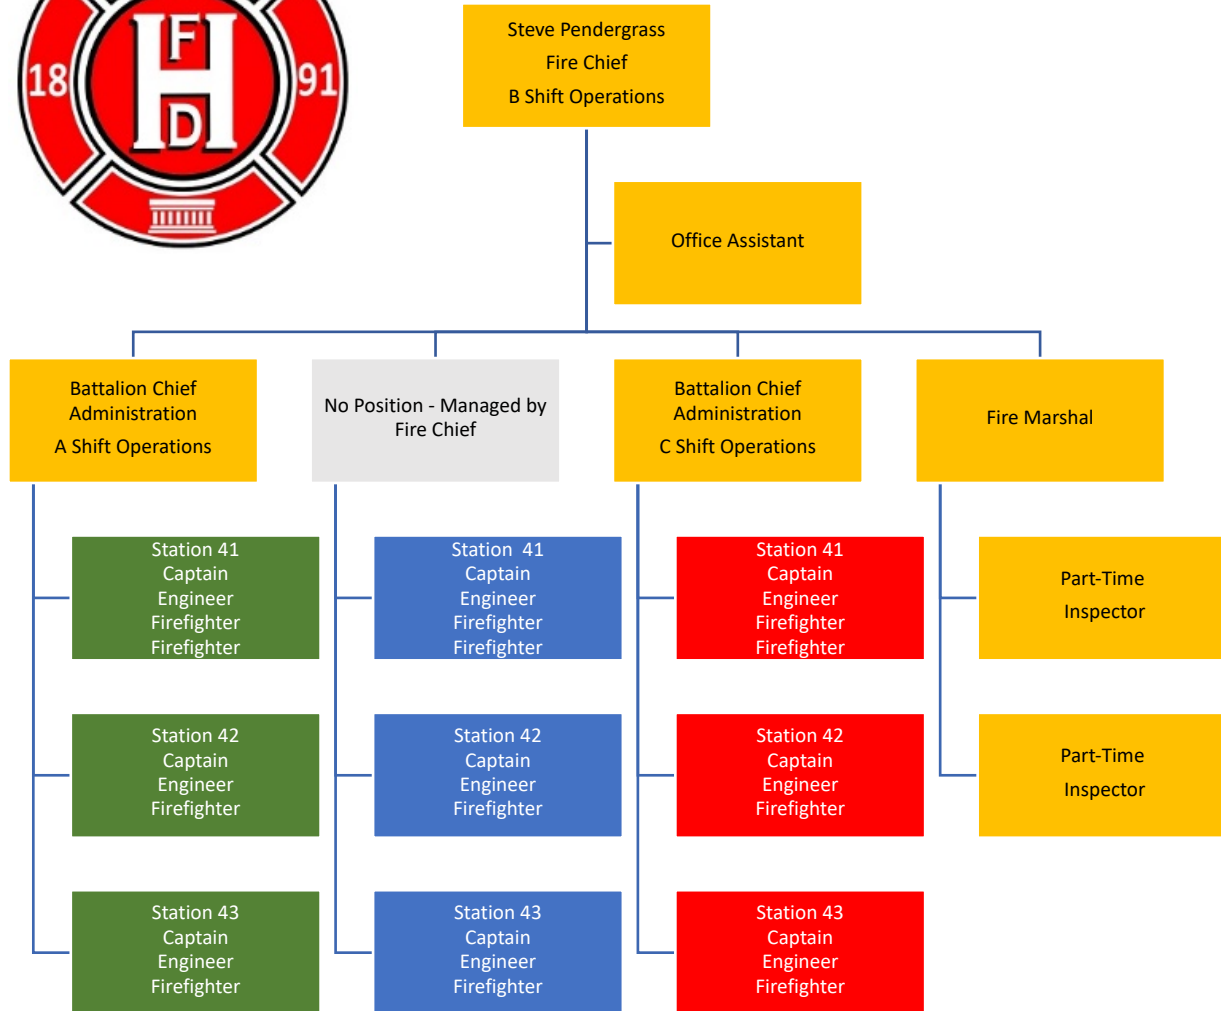 F
18 H 91
D
Steve Pendergrass
Fire Chief
B Shift Operations
Office Assistant
Battalion Chief
Administration
A Shift Operations
No Position - Managed by
Fire Chief
Battalion Chief
Administration
C Shift Operations
Fire Marshal
Station 41
Captain
Engineer
Firefighter
Firefighter
Station  41
Captain
Engineer
Firefighter
Firefighter
Station 41
Captain
Engineer
Firefighter
Firefighter
Part-Time
Inspector
Station 42
Captain
Engineer
Firefighter
Station 42
Captain
Engineer
Firefighter
Station 42
Captain
Engineer
Firefighter
Part-Time
Inspector
Station 43
Captain
Engineer
Firefighter
Station 43
Captain
Engineer
Firefighter
Station 43
Captain
Engineer
Firefighter